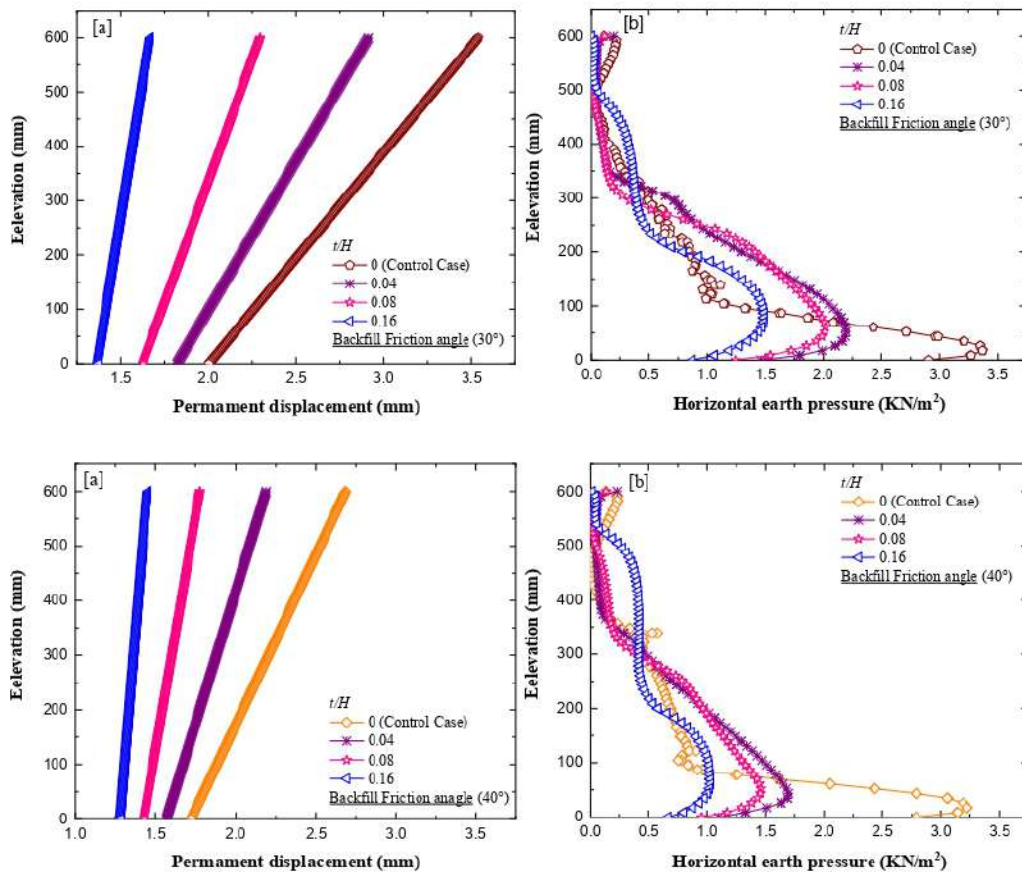 [a]
600
500
400
300
200
100
0
Eelevation (mm)
t/H
0 (Control Case)
0.04
0.08
0.16
Backfill Friction angle (30°)
1.5
2.0
2.5
3.0
3.5
Permament displacement (mm)
[b]
600
500
400
300
200
100
0
Eelevation (mm)
t/H
0 (Control Case)
0.04
0.08
0.16
Backfill Friction angle (30°)
0.0
0.5
1.0
1.5
2.0
2.5
3.0
3.5
Horizontal earth pressure (KN/m²)
[a]
600
500
400
300
200
100
0
Eelevation (mm)
t/H
0 (Control Case)
0.04
0.08
0.16
Backfill Friction anagle (40°)
1.0
1.5
2.0
2.5
3.0
3.5
Permament displacement (mm)
[b]
600
500
400
300
200
100
0
Eelevation (mm)
t/H
0 (Control Case)
0.04
0.08
0.16
Backfill Friction angle (40°)
0.0
0.5
1.0
1.5
2.0
2.5
3.0
3.5
Horizontal earth pressure (KN/m²)